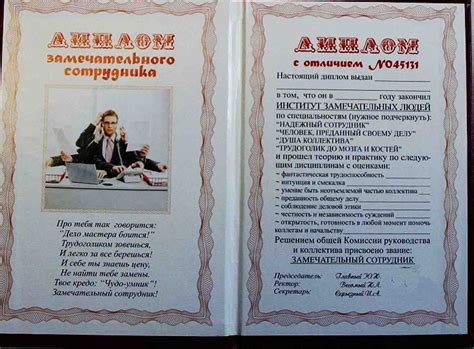 ДИПЛОМ
замечательного
сотрудника
Про тебя так говорится:
"Дело мастера боится!"
Трудоголиком зовешься,
И легко за все берешься!
И себе ты знаешь цену,
Не найти тебе замены.
Твое кредо: "Чудо-умник"!
Замечательный сотрудник!
ДИПЛОМ
с отличием №045131
Настоящий диплом выдан
в том, что он в году закончил
ИНСТИТУТ ЗАМЕЧАТЕЛЬНЫХ ЛЮДЕЙ
по специальностям (нужное подчеркнуть):
"НАДЕЖНЫЙ СОТРУДНИК"
"ЧЕЛОВЕК, ПРЕДАННЫЙ СВОЕМУ ДЕЛУ"
"ДУША КОЛЛЕКТИВА"
"ТРУДОГОЛИК ДО МОЗГА И КОСТЕЙ"
и прошел теорию и практику по следую-
щим дисциплинам с оценками:
- фантастическая трудоспособность
- интуиция и смекалка
- умение быть неотъемлемой частью коллектива
- преданность общему делу
- соблюдение деловой этики
- честность и независимость суждений
- открытость, готовность в любой момент помочь
коллегам и начальству
Решением общей Комиссии руководства
и коллектива присвоено звание:
ЗАМЕЧАТЕЛЬНЫЙ СОТРУДНИК
Председатель: Главный Ю.Н.
Ректор: Веселый Ю.А.
Секретарь: Серьезный И.А.